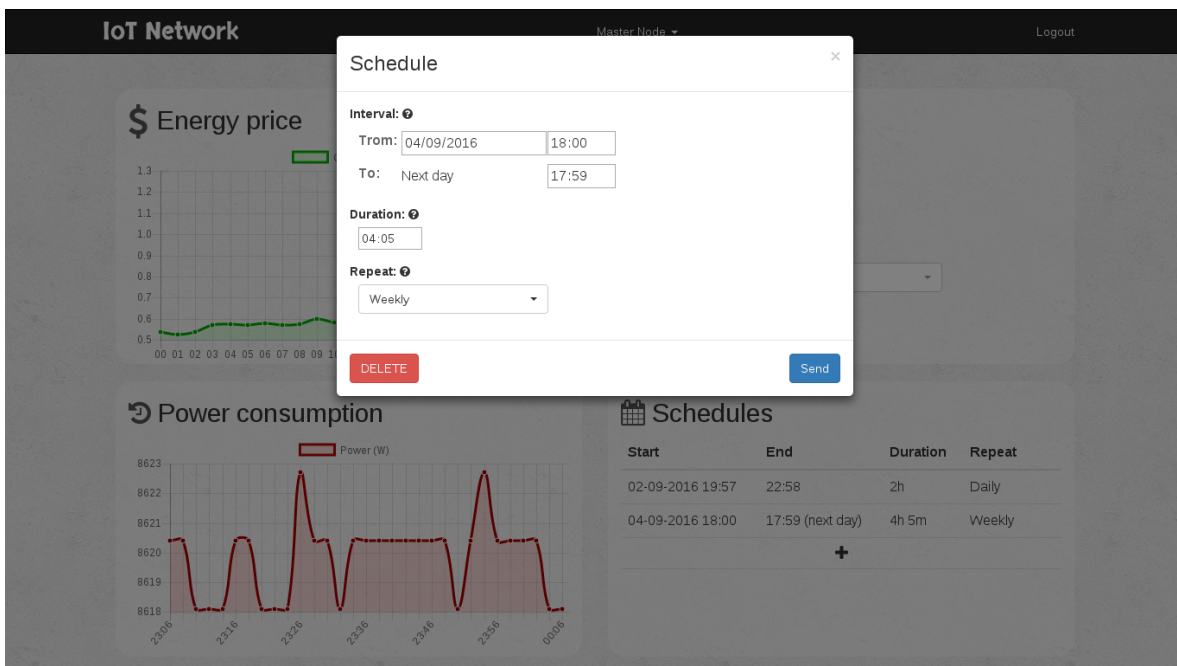 IoT Network
Master Node
Logout
Schedule
×
Interval:
Trom: 04/09/2016 18:00
To: Next day 17:59
Duration:
04:05
Repeat:
Weekly
DELETE
Send
$ Energy price
1.3
1.2
1.1
1.0
0.9
0.8
0.7
0.6
0.5
00 01 02 03 04 05 06 07 08 09
Power consumption
Power (W)
8623
8622
8621
8620
8619
8618
23:06 23:16 23:26 23:36 23:46 23:56 00:06
Schedules
Start End Duration Repeat
02-09-2016 19:57 22:58 2h Daily
04-09-2016 18:00 17:59 (next day) 4h 5m Weekly